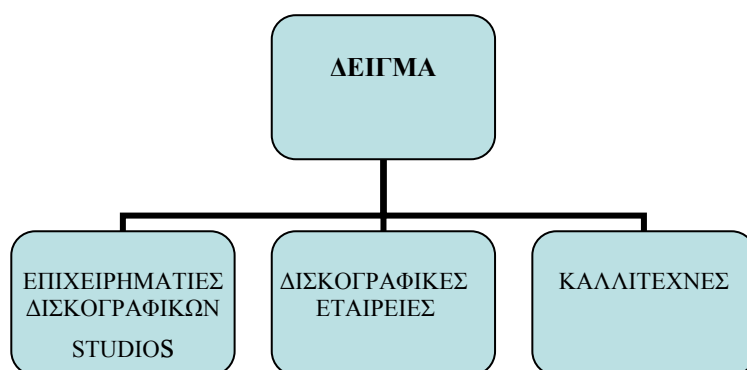 ΔΕΙΓΜΑ
ΕΠΙΧΕΙΡΗΜΑΤΙΕΣ
ΔΙΣΚΟΓΡΑΦΙΚΩΝ
STUDIOS
ΔΙΣΚΟΓΡΑΦΙΚΕΣ
ΕΤΑΙΡΕΙΕΣ
ΚΑΛΛΙΤΕΧΝΕΣ